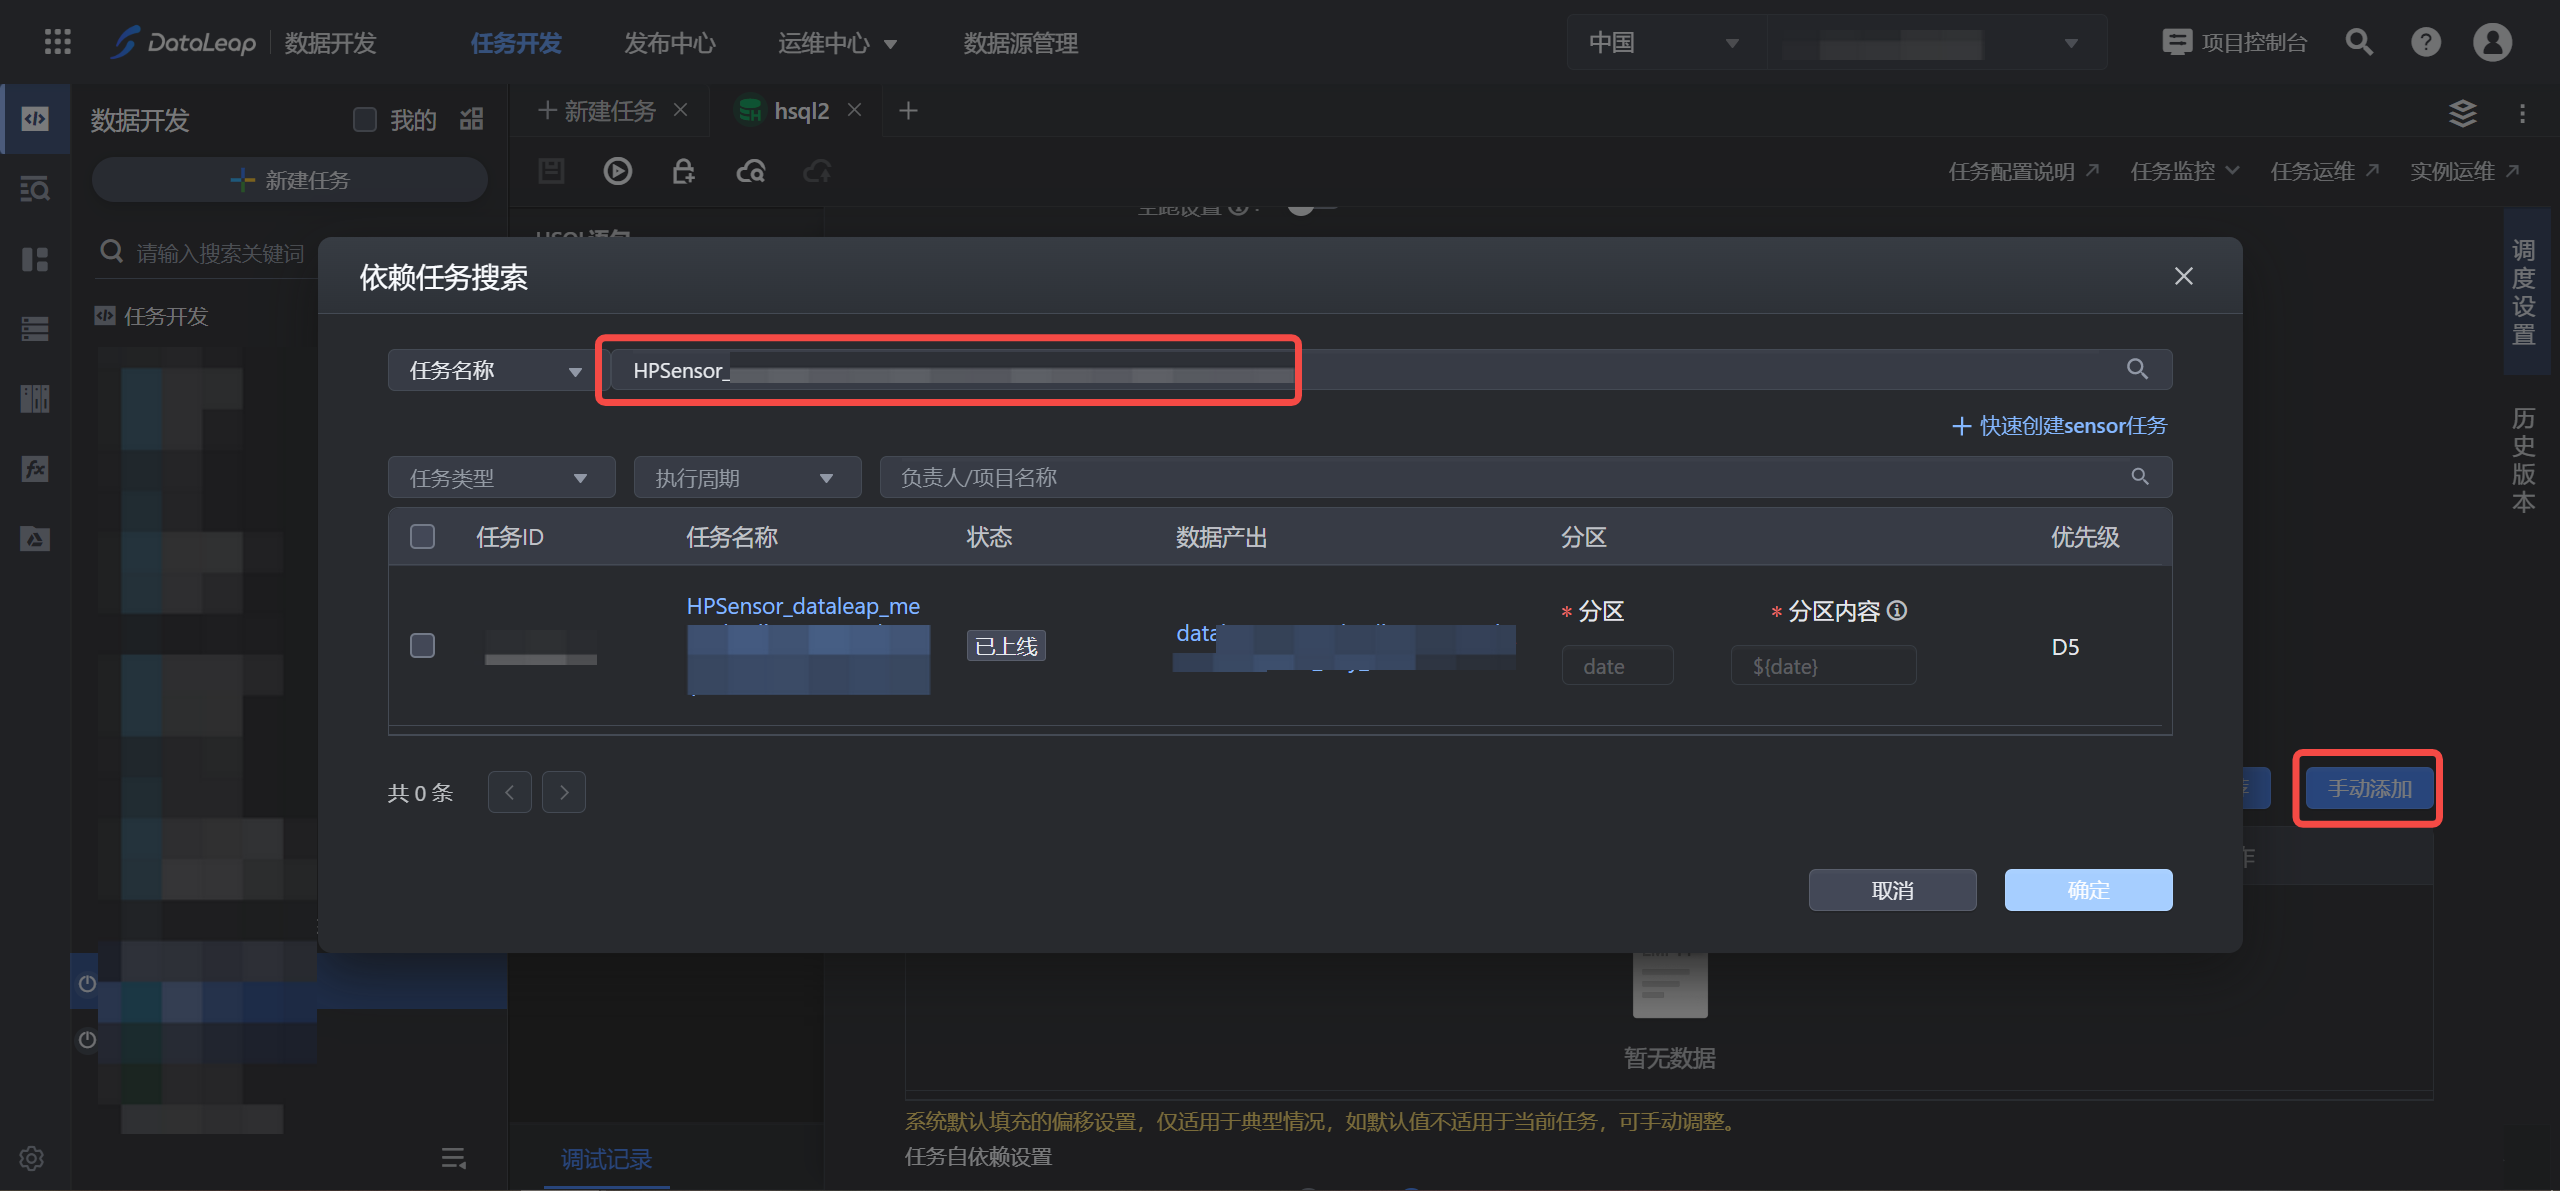 DataLeap 数据开发 任务开发 发布中心 运维中心 数据源管理 中国 项目控制台
数据开发 我的
新建任务 hsql2
新建任务
任务配置说明 任务监控 任务运维 实例运维
请输入搜索关键词
任务开发
空跑设置
HSQL语句
调度设置
历史版本
依赖任务搜索
任务名称 HPSensor_
快速创建sensor任务
任务类型 执行周期 负责人/项目名称
任务ID 任务名称 状态 数据产出 分区 优先级
HPSensor_dataleap_me
已上线
data
* 分区 * 分区内容
date ${date}
D5
共 0 条
手动添加
取消 确定
暂无数据
系统默认填充的偏移设置，仅适用于典型情况，如默认值不适用于当前任务，可手动调整。
任务自依赖设置
调试记录